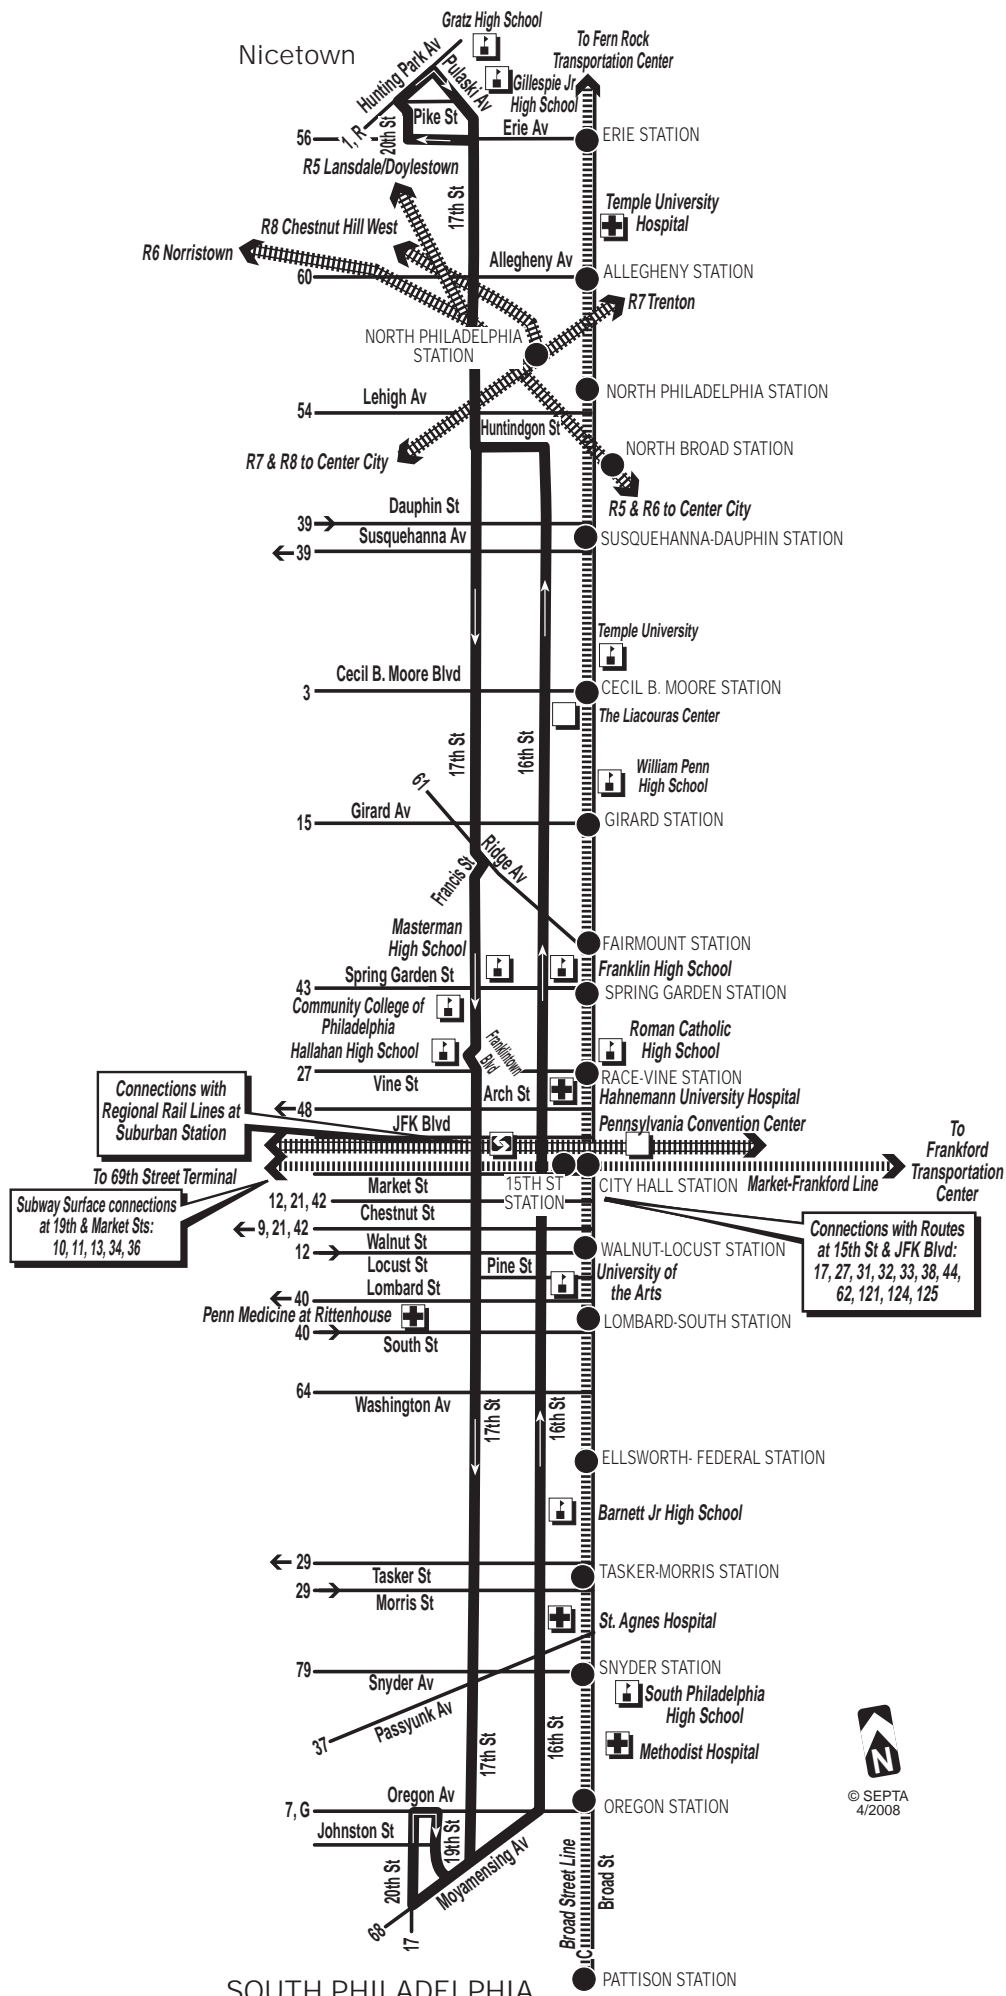 Gratz High School
Nicetown
To Fern Rock
Transportation Center
Hunting Park Av
Pulaski Av
Gillespie Jr
High School
Pike St
20th St
1, R
Erie Av
56
ERIE STATION
R5 Lansdale/Doylestown
17th St
Temple University
Hospital
R8 Chestnut Hill West
R6 Norristown
Allegheny Av
60
ALLEGHENY STATION
R7 Trenton
NORTH PHILADELPHIA
STATION
Lehigh Av
54
NORTH PHILADELPHIA STATION
Huntindgon St
R7 & R8 to Center City
NORTH BROAD STATION
R5 & R6 to Center City
Dauphin St
39
Susquehanna Av
39
SUSQUEHANNA-DAUPHIN STATION
Temple University
Cecil B. Moore Blvd
3
CECIL B. MOORE STATION
The Liacouras Center
17th St
16th St
William Penn
High School
61
Girard Av
15
GIRARD STATION
Ridge Av
Francis St
Masterman
High School
FAIRMOUNT STATION
Franklin High School
Spring Garden St
43
SPRING GARDEN STATION
Community College of
Philadelphia
Roman Catholic
High School
Hallahan High School
Franklintown
Blvd
27
Vine St
RACE-VINE STATION
Connections with
Regional Rail Lines at
Suburban Station
Arch St
Hahnemann University Hospital
48
JFK Blvd
Pennsylvania Convention Center
To
Frankford
Transportation
Center
To 69th Street Terminal
Market St
15TH ST
STATION
CITY HALL STATION
Market-Frankford Line
Subway Surface connections
at 19th & Market Sts:
10, 11, 13, 34, 36
12, 21, 42
Chestnut St
9, 21, 42
Walnut St
12
WALNUT-LOCUST STATION
Connections with Routes
at 15th St & JFK Blvd:
17, 27, 31, 32, 33, 38, 44,
62, 121, 124, 125
Locust St
Pine St
University of
the Arts
Lombard St
40
Penn Medicine at Rittenhouse
LOMBARD-SOUTH STATION
40
South St
64
Washington Av
17th St
16th St
ELLSWORTH- FEDERAL STATION
Barnett Jr High School
29
Tasker St
TASKER-MORRIS STATION
29
Morris St
St. Agnes Hospital
79
Snyder Av
SNYDER STATION
South Philadelphia
High School
37
Passyunk Av
17th St
16th St
Methodist Hospital
N
© SEPTA
4/2008
Oregon Av
7, G
OREGON STATION
Johnston St
19th St
20th St
Moyamensing Av
68
17
Broad Street Line
Broad St
C
PATTISON STATION
SOUTH PHILADELPHIA